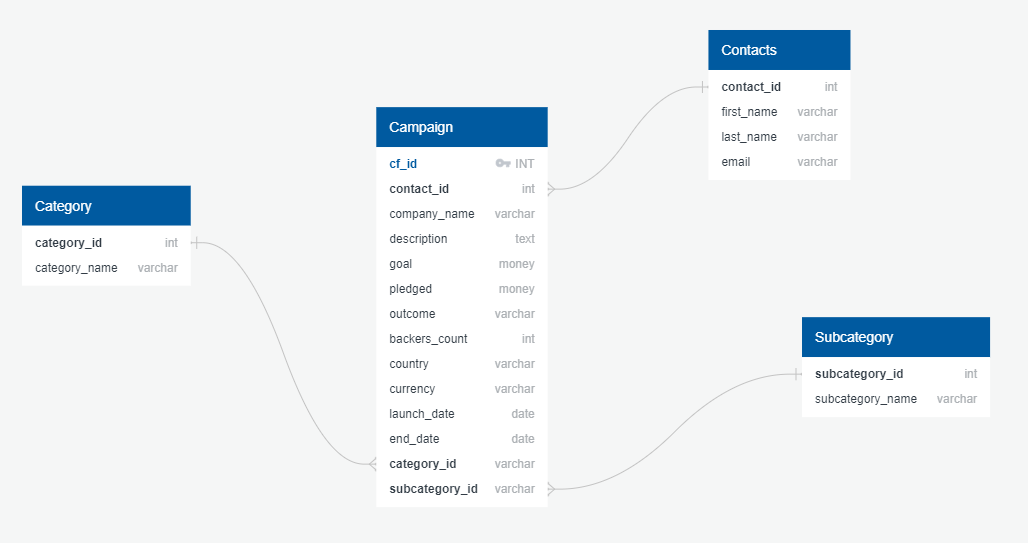 Contacts
contact_id int
first_name varchar
last_name varchar
email varchar
Campaign
cf_id INT
contact_id int
company_name varchar
description text
goal money
pledged money
outcome varchar
backers_count int
country varchar
currency varchar
launch_date date
end_date date
category_id varchar
subcategory_id varchar
Category
category_id int
category_name varchar
Subcategory
subcategory_id int
subcategory_name varchar